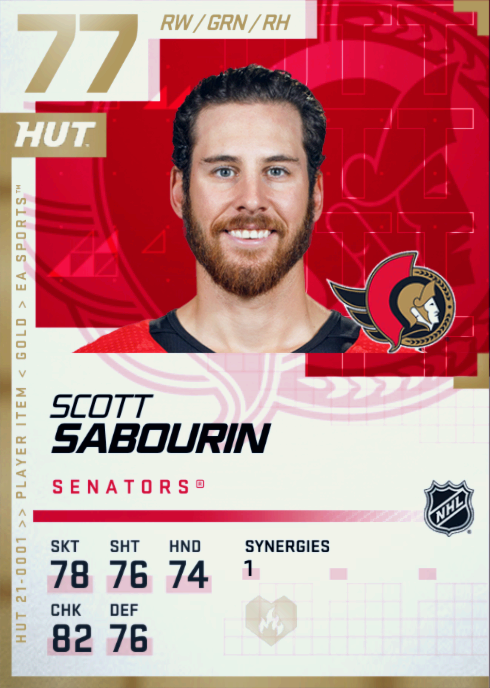 77
RW / GRN / RH
HUT™
HUT 21-0001 >> PLAYER ITEM < GOLD > EA SPORTS™
SCOTT
SABOURIN
SENATORS®
NHL®
SKT SHT HND SYNERGIES
78 76 74 1
CHK DEF
82 76